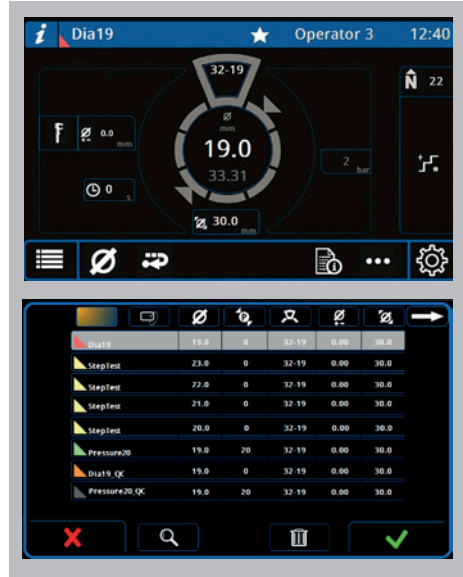 i Dia19 Operator 3 12:40
32-19
N 22
Ø
mm
0.0 mm
19.0
33.31
2 bar
0 s
30.0 mm
Dia19 19.0 0 32-19 0.00 30.0
StepTest 23.0 0 32-19 0.00 30.0
StepTest 22.0 0 32-19 0.00 30.0
StepTest 21.0 0 32-19 0.00 30.0
StepTest 20.0 0 32-19 0.00 30.0
Pressure20 19.0 20 32-19 0.00 30.0
Dia19_QC 19.0 0 32-19 0.00 30.0
Pressure20_QC 19.0 20 32-19 0.00 30.0